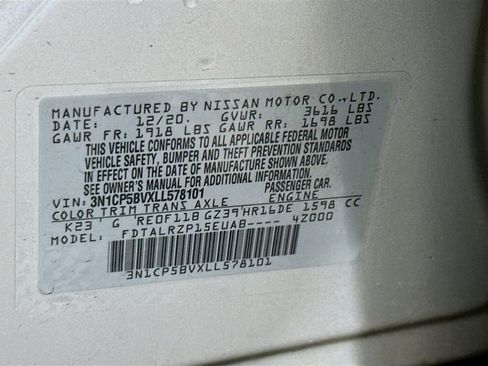 MANUFACTURED BY NISSAN MOTOR CO.,LTD.
DATE: 12/20. GVWR: 3616 LBS
GAWR FR: 1918 LBS GAWR RR: 1698 LBS
THIS VEHICLE CONFORMS TO ALL APPLICABLE FEDERAL MOTOR
VEHICLE SAFETY, BUMPER AND THEFT PREVENTION STANDARDS
IN EFFECT ON THE DATE OF MANUFACTURE SHOWN ABOVE.
SEE OWNER'S MANUAL FOR ADDITIONAL INFORMATION.
VIN: 3N1CP5BVXLL578101 PASSENGER CAR.
COLOR TRIM TRANS AXLE ENGINE
K23 G RE0F11B GZ39 HR16DE 1598 CC
MODEL: FDTALRZP15EUAB---- 4Z000
3N1CP5BVXLL578101